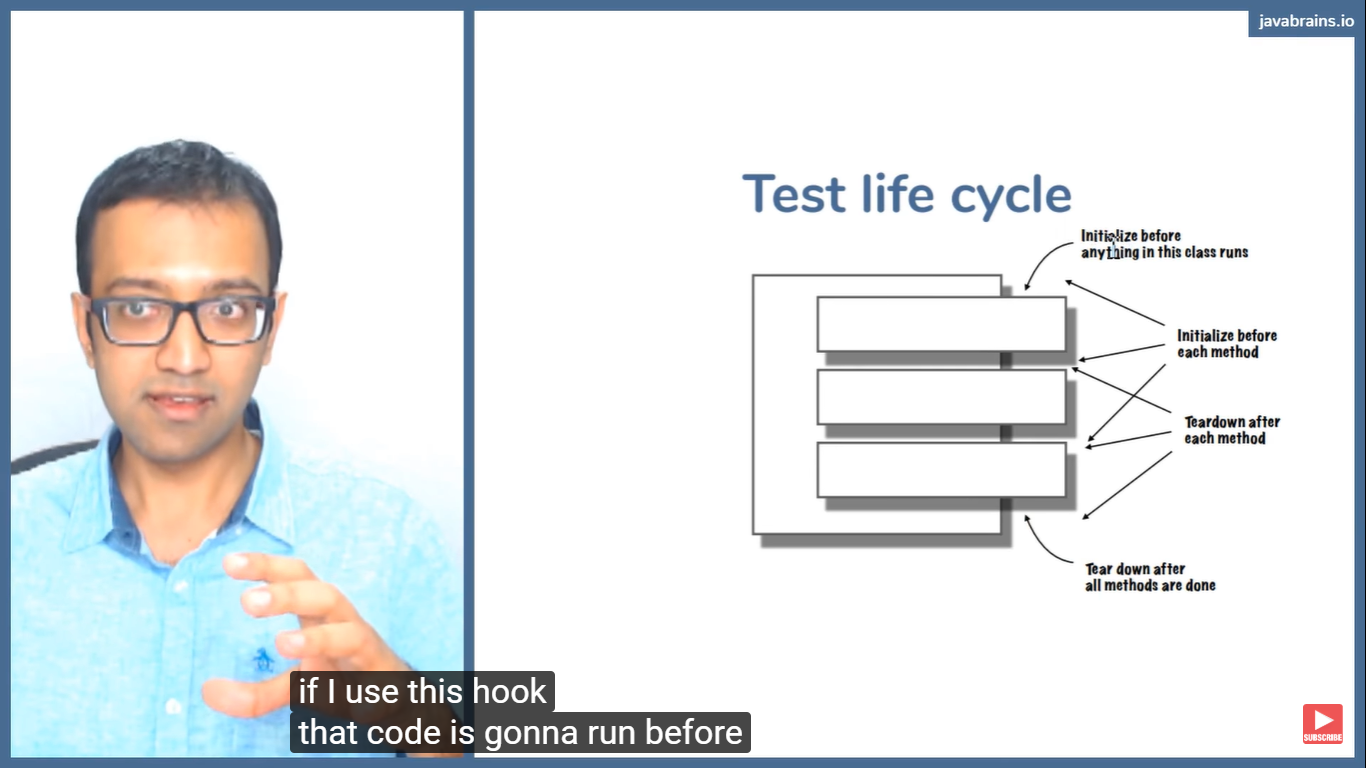 javabrains.io
Test life cycle
Initialize before
anything in this class runs
Initialize before
each method
Teardown after
each method
Tear down after
all methods are done
if I use this hook
that code is gonna run before
SUBSCRIBE